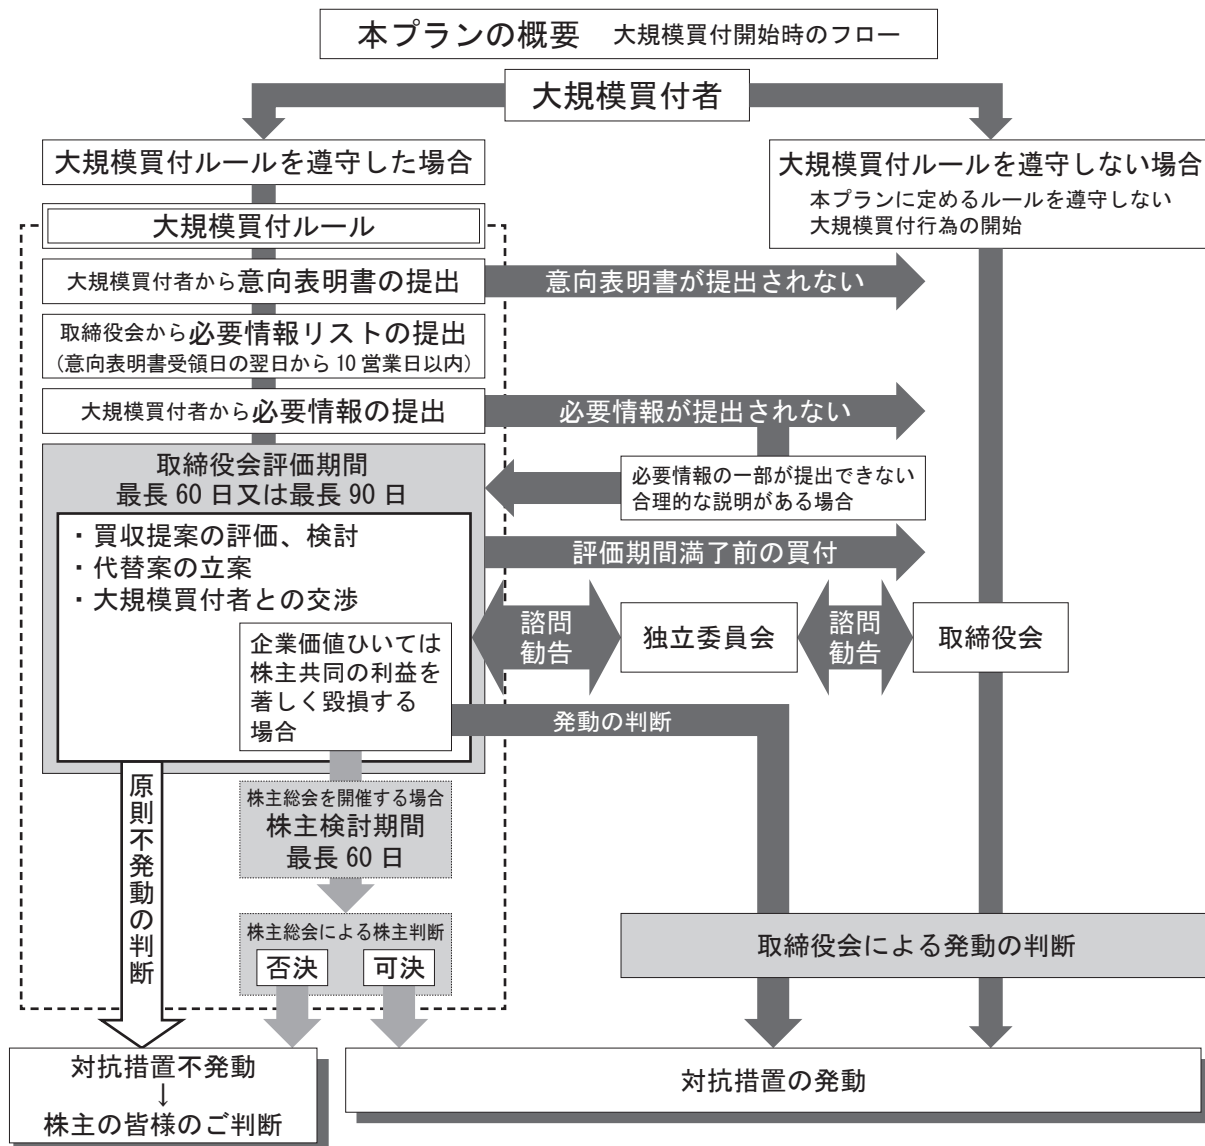 本プランの概要 大規模買付開始時のフロー
大規模買付者
大規模買付ルールを遵守した場合
大規模買付ルールを遵守しない場合
本プランに定めるルールを遵守しない
大規模買付行為の開始
大規模買付ルール
大規模買付者から意向表明書の提出
意向表明書が提出されない
取締役会から必要情報リストの提出
(意向表明書受領日の翌日から10営業日以内)
大規模買付者から必要情報の提出
必要情報が提出されない
取締役会評価期間
最長60日又は最長90日
必要情報の一部が提出できない
合理的な説明がある場合
・買収提案の評価、検討
・代替案の立案
・大規模買付者との交渉
評価期間満了前の買付
企業価値ひいては
株主共同の利益を
著しく毀損する
場合
諮問
勧告
独立委員会
諮問
勧告
取締役会
発動の判断
原則不発動の判断
株主総会を開催する場合
株主検討期間
最長60日
株主総会による株主判断
否決
可決
取締役会による発動の判断
対抗措置不発動
↓
株主の皆様のご判断
対抗措置の発動